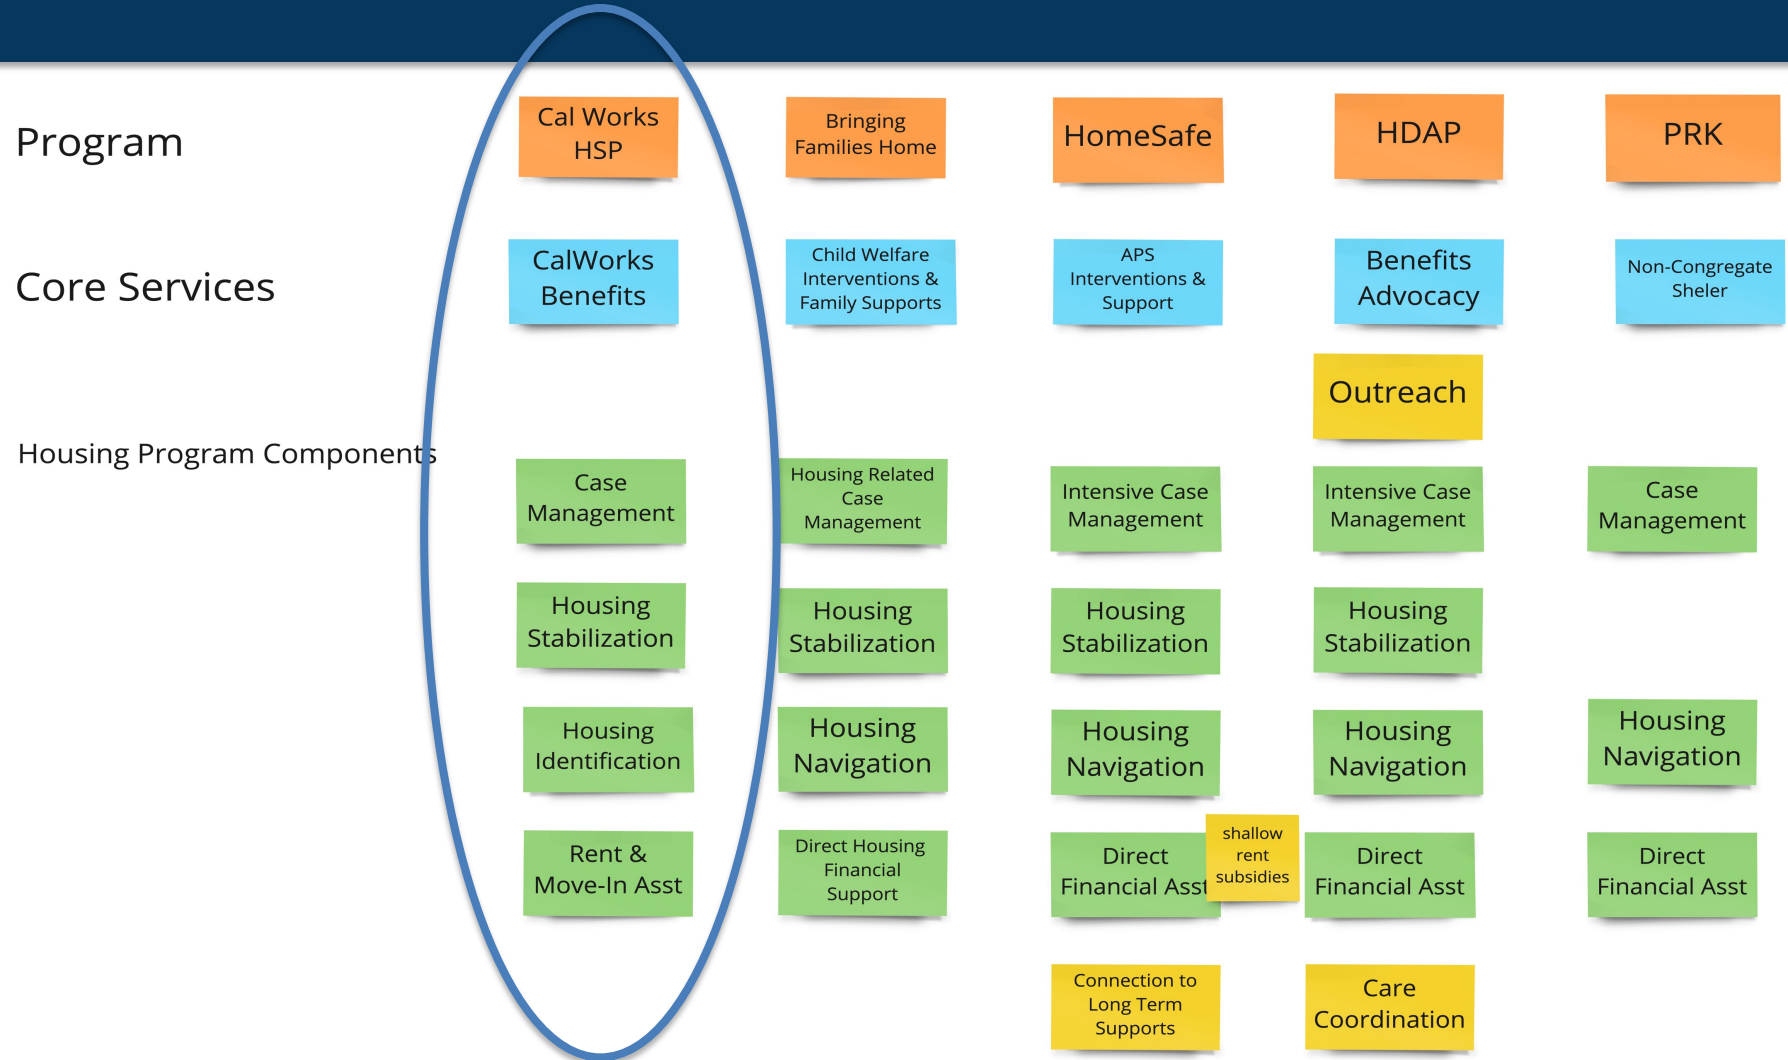 Program
Cal Works
HSP
Bringing
Families Home
HomeSafe
HDAP
PRK
Core Services
CalWorks
Benefits
Child Welfare
Interventions &
Family Supports
APS
Interventions &
Support
Benefits
Advocacy
Non-Congregate
Sheler
Outreach
Housing Program Components
Case
Management
Housing Related
Case
Management
Intensive Case
Management
Intensive Case
Management
Case
Management
Housing
Stabilization
Housing
Stabilization
Housing
Stabilization
Housing
Stabilization
Housing
Identification
Housing
Navigation
Housing
Navigation
Housing
Navigation
Housing
Navigation
Rent &
Move-In Asst
Direct Housing
Financial
Support
Direct
Financial Asst
shallow
rent
subsidies
Direct
Financial Asst
Direct
Financial Asst
Connection to
Long Term
Supports
Care
Coordination